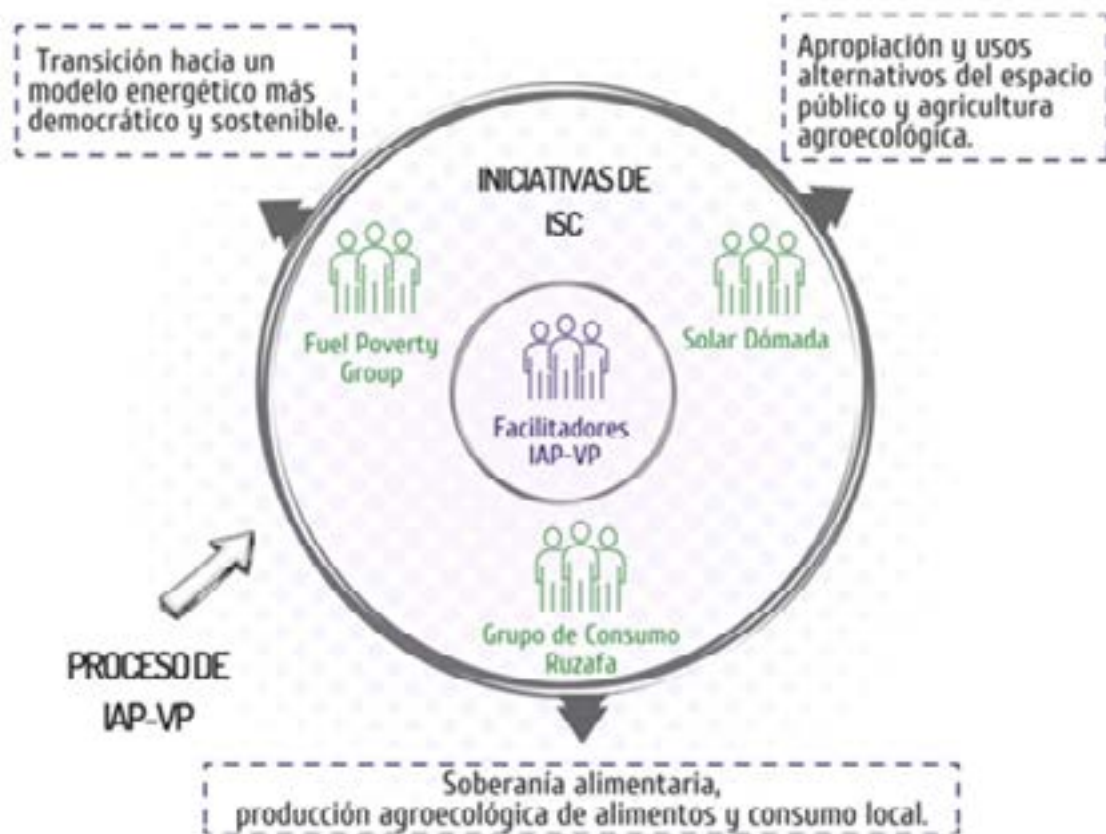 Transición hacia un
modelo energético más
democrático y sostenible.
Apropiación y usos
alternativos del espacio
público y agricultura
agroecológica.
INICIATIVAS DE
ISC
Fuel Poverty
Group
Solar Dómada
Facilitadores
IAP-VP
Grupo de Consumo
Ruzafa
PROCESO DE
IAP-VP
Soberanía alimentaria,
producción agroecológica de alimentos y consumo local.